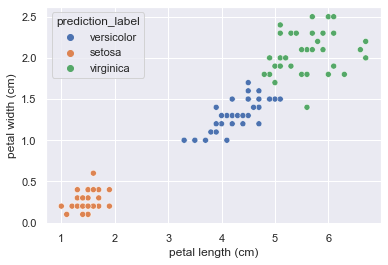 prediction_label
versicolor
setosa
virginica
petal width (cm)
2.5
2.0
1.5
1.0
0.5
0.0
1 2 3 4 5 6
petal length (cm)